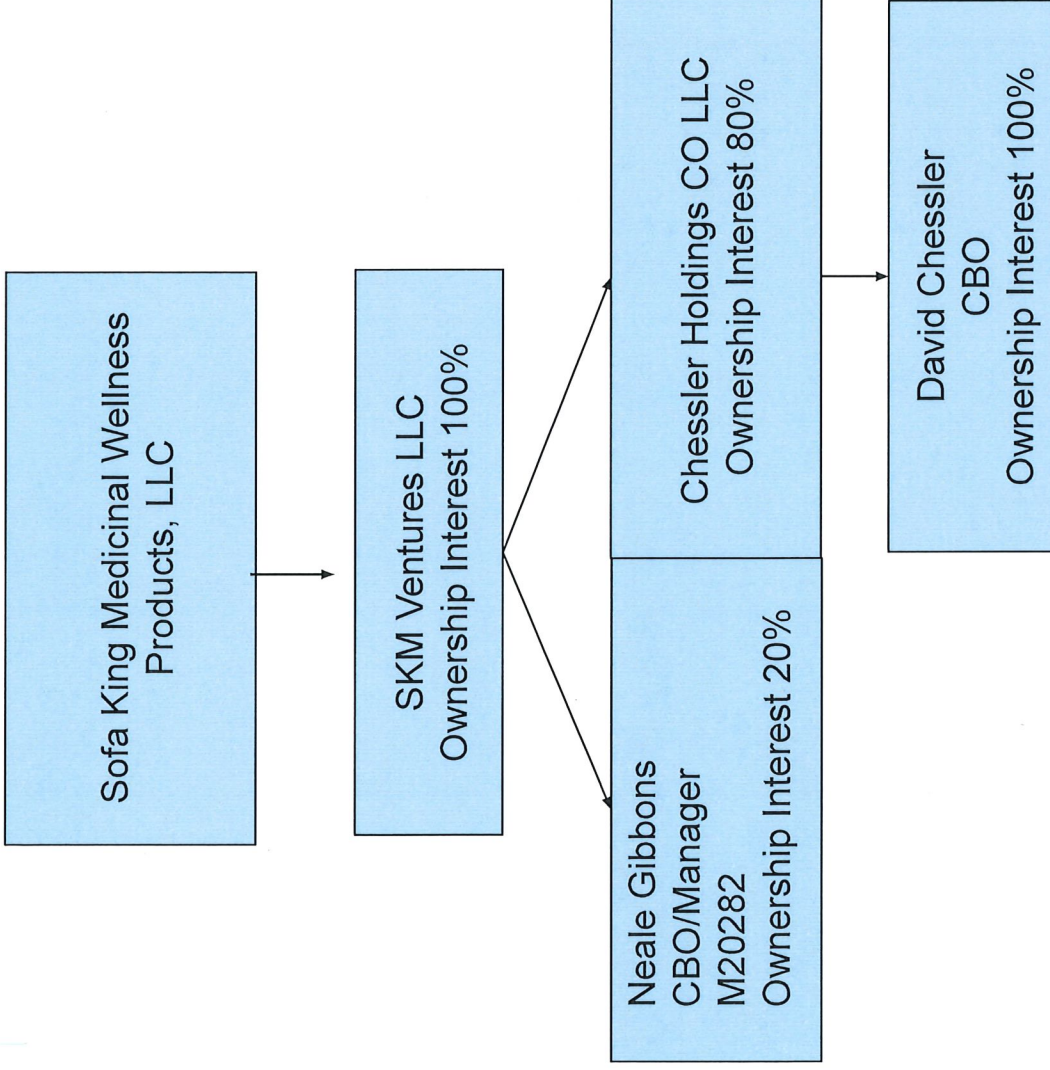 Sofa King Medicinal Wellness
Products, LLC
SKM Ventures LLC
Ownership Interest 100%
Neale Gibbons
CBO/Manager
M20282
Ownership Interest 20%
Chessler Holdings CO LLC
Ownership Interest 80%
David Chessler
CBO
Ownership Interest 100%